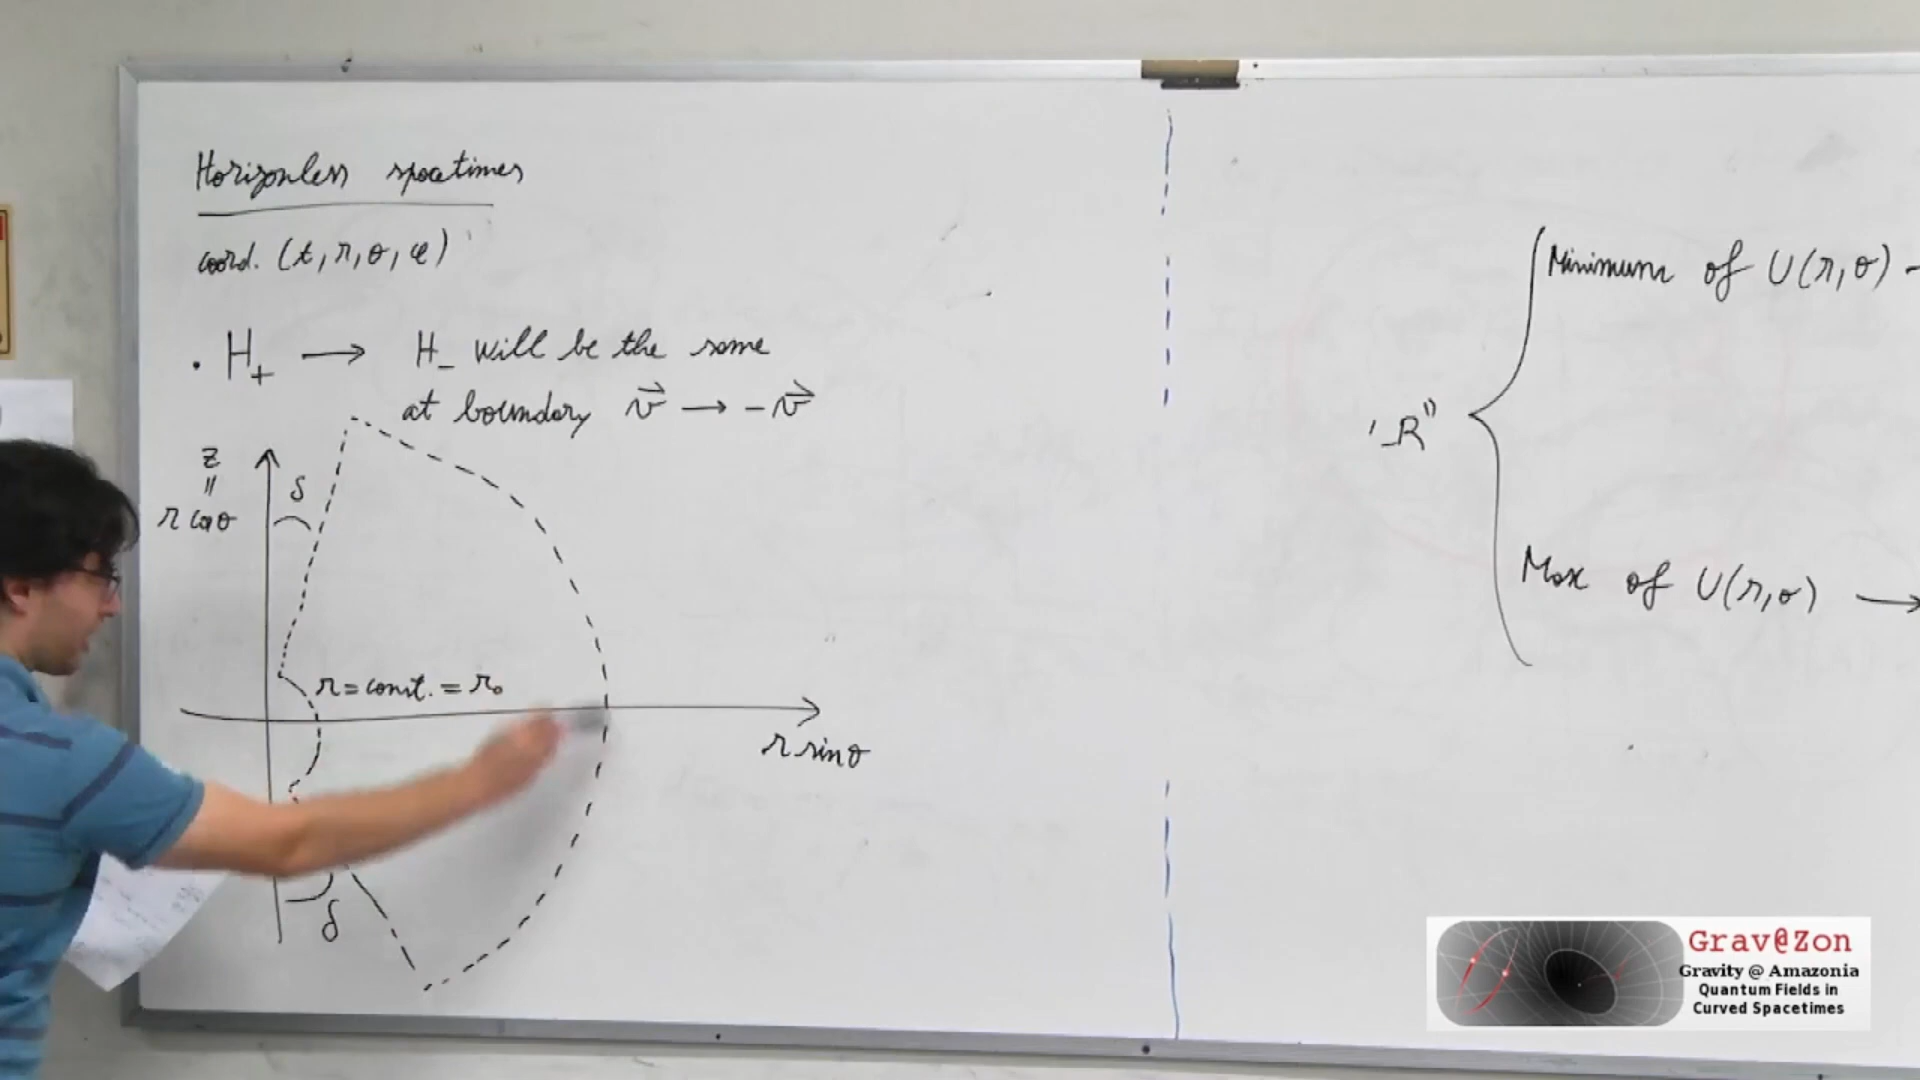 Horizonless spacetimes
coord. (t, r, θ, φ)
. H₊ ⟶ H₋ will be the same
at boundary v⃗ → -v⃗
z
=
r cosθ
δ
r = const. = r₀
r sinθ
δ
Minimum of U(r,θ) -
"R"
Max of U(r,θ) →
Grav@Zon
Gravity @ Amazonia
Quantum Fields in
Curved Spacetimes